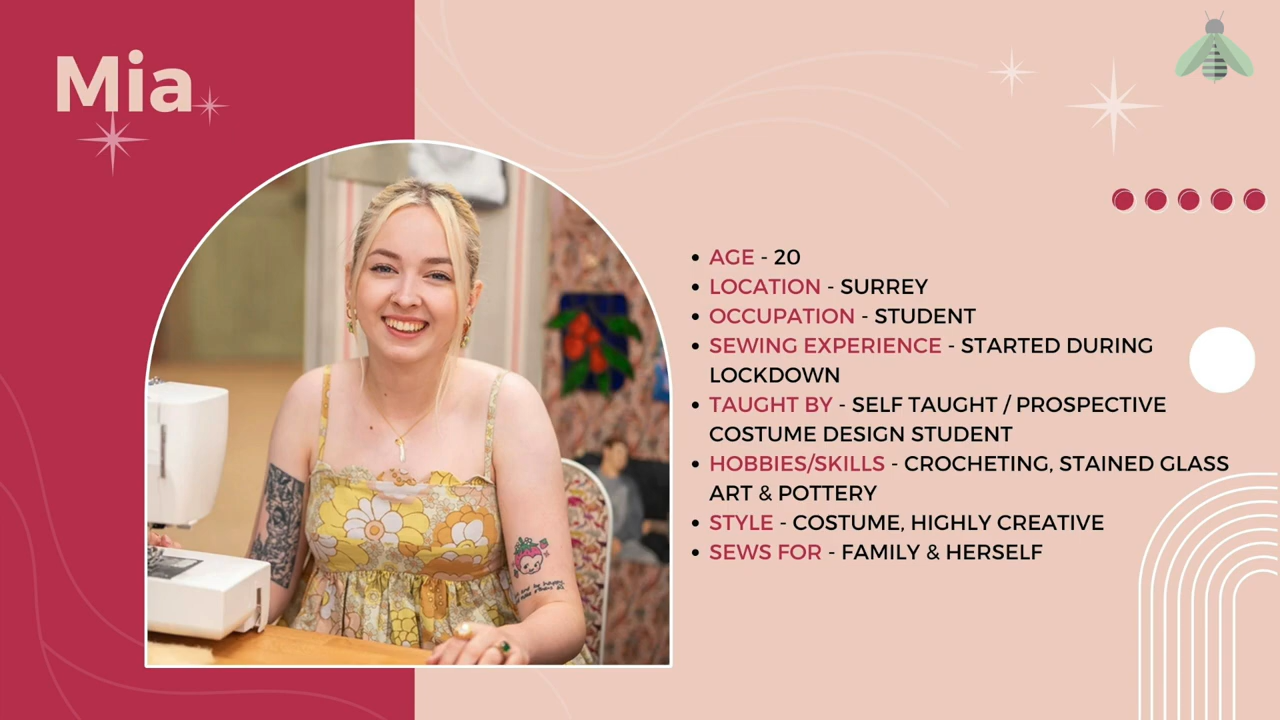 Mia
AGE - 20
LOCATION - SURREY
OCCUPATION - STUDENT
SEWING EXPERIENCE - STARTED DURING
LOCKDOWN
TAUGHT BY - SELF TAUGHT / PROSPECTIVE
COSTUME DESIGN STUDENT
HOBBIES/SKILLS - CROCHETING, STAINED GLASS
ART & POTTERY
STYLE - COSTUME, HIGHLY CREATIVE
SEWS FOR - FAMILY & HERSELF